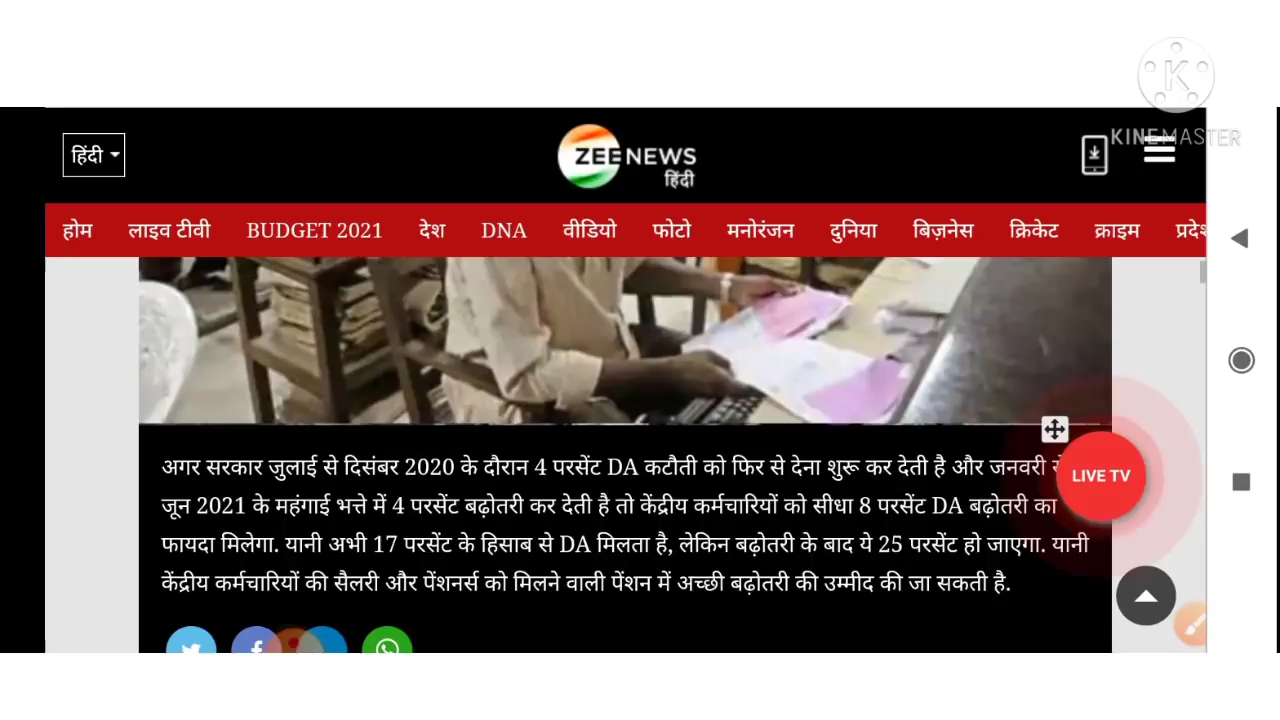 KINEMASTER
हिंदी
ZEE NEWS
हिंदी
होम लाइव टीवी BUDGET 2021 देश DNA वीडियो फोटो मनोरंजन दुनिया बिज़नेस क्रिकेट क्राइम प्रदेश
अगर सरकार जुलाई से दिसंबर 2020 के दौरान 4 परसेंट DA कटौती को फिर से देना शुरू कर देती है और जनवरी से
जून 2021 के महंगाई भत्ते में 4 परसेंट बढ़ोतरी कर देती है तो केंद्रीय कर्मचारियों को सीधा 8 परसेंट DA बढ़ोतरी का
फायदा मिलेगा. यानी अभी 17 परसेंट के हिसाब से DA मिलता है, लेकिन बढ़ोतरी के बाद ये 25 परसेंट हो जाएगा. यानी
केंद्रीय कर्मचारियों की सैलरी और पेंशनर्स को मिलने वाली पेंशन में अच्छी बढ़ोतरी की उम्मीद की जा सकती है.
LIVE TV